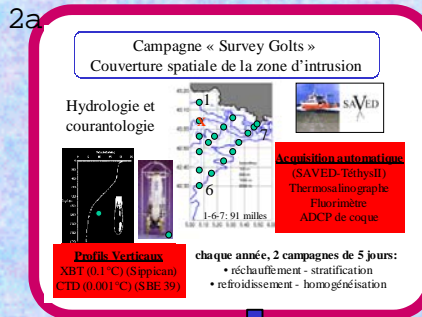 2a
Campagne « Survey Golts »
Couverture spatiale de la zone d'intrusion
Hydrologie et
courantologie
1
x
7
6
1-6-7: 91 milles
SAVED
Acquisition automatique
(SAVED-TéthysII)
Thermosalinographe
Fluorimètre
ADCP de coque
Profils Verticaux
XBT (0.1°C) (Sippican)
CTD (0.001°C) (SBE 39)
chaque année, 2 campagnes de 5 jours:
• réchauffement - stratification
• refroidissement - homogénéisation